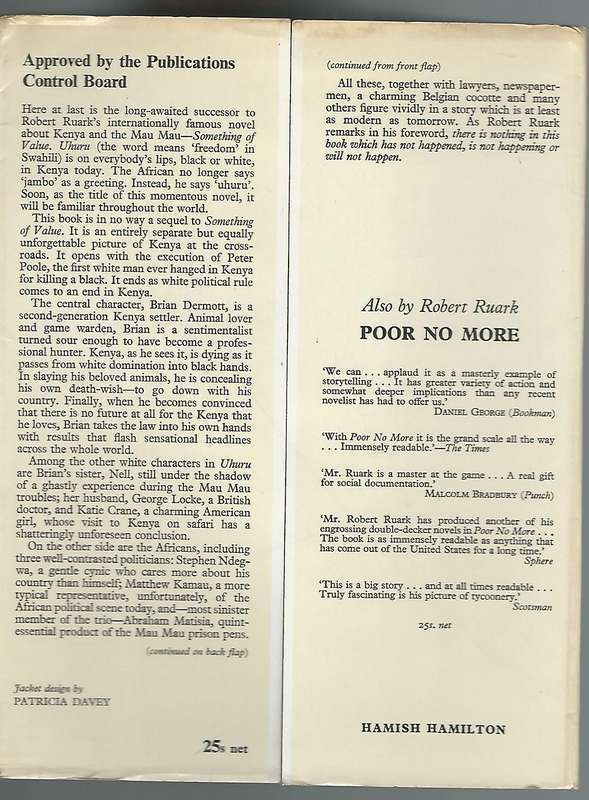 Approved by the Publications
Control Board
Here at last is the long-awaited successor to
Robert Ruark's internationally famous novel
about Kenya and the Mau Mau—Something of
Value. Uhuru (the word means 'freedom' in
Swahili) is on everybody's lips, black or white,
in Kenya today. The African no longer says
'jambo' as a greeting. Instead, he says 'uhuru'.
Soon, as the title of this momentous novel, it
will be familiar throughout the world.
This book is in no way a sequel to Something
of Value. It is an entirely separate but equally
unforgettable picture of Kenya at the cross-
roads. It opens with the execution of Peter
Poole, the first white man ever hanged in Kenya
for killing a black. It ends as white political rule
comes to an end in Kenya.
The central character, Brian Dermott, is a
second-generation Kenya settler. Animal lover
and game warden, Brian is a sentimentalist
turned sour enough to have become a profes-
sional hunter. Kenya, as he sees it, is dying as it
passes from white domination into black hands.
In slaying his beloved animals, he is concealing
his own death-wish—to go down with his
country. Finally, when he becomes convinced
that there is no future at all for the Kenya that
he loves, Brian takes the law into his own hands
with results that flash sensational headlines
across the whole world.
Among the other white characters in Uhuru
are Brian's sister, Nell, still under the shadow
of a ghastly experience during the Mau Mau
troubles; her husband, George Locke, a British
doctor, and Katie Crane, a charming American
girl, whose visit to Kenya on safari has a
shatteringly unforeseen conclusion.
On the other side are the Africans, including
three well-contrasted politicians: Stephen Ndeg-
wa, a gentle cynic who cares more about his
country than himself; Matthew Kamau, a more
typical representative, unfortunately, of the
African political scene today, and—most sinister
member of the trio—Abraham Matisia, quint-
essential product of the Mau Mau prison pens.
(continued on back flap)
Jacket design by
PATRICIA DAVEY
25s net
(continued from front flap)
All these, together with lawyers, newspaper-
men, a charming Belgian cocotte and many
others figure vividly in a story which is at least
as modern as tomorrow. As Robert Ruark
remarks in his foreword, there is nothing in this
book which has not happened, is not happening or
will not happen.
Also by Robert Ruark
POOR NO MORE
'We can . . . applaud it as a masterly example of
storytelling . . . It has greater variety of action and
somewhat deeper implications than any recent
novelist has had to offer us.'
DANIEL GEORGE (Bookman)
'With Poor No More it is the grand scale all the way
. . . Immensely readable.'—The Times
'Mr. Ruark is a master at the game . . . A real gift
for social documentation.'
MALCOLM BRADBURY (Punch)
'Mr. Robert Ruark has produced another of his
engrossing double-decker novels in Poor No More . . .
The book is as immensely readable as anything that
has come out of the United States for a long time.'
Sphere
'This is a big story . . . and at all times readable . . .
Truly fascinating is his picture of tycoonery.'
Scotsman
25s. net
HAMISH HAMILTON